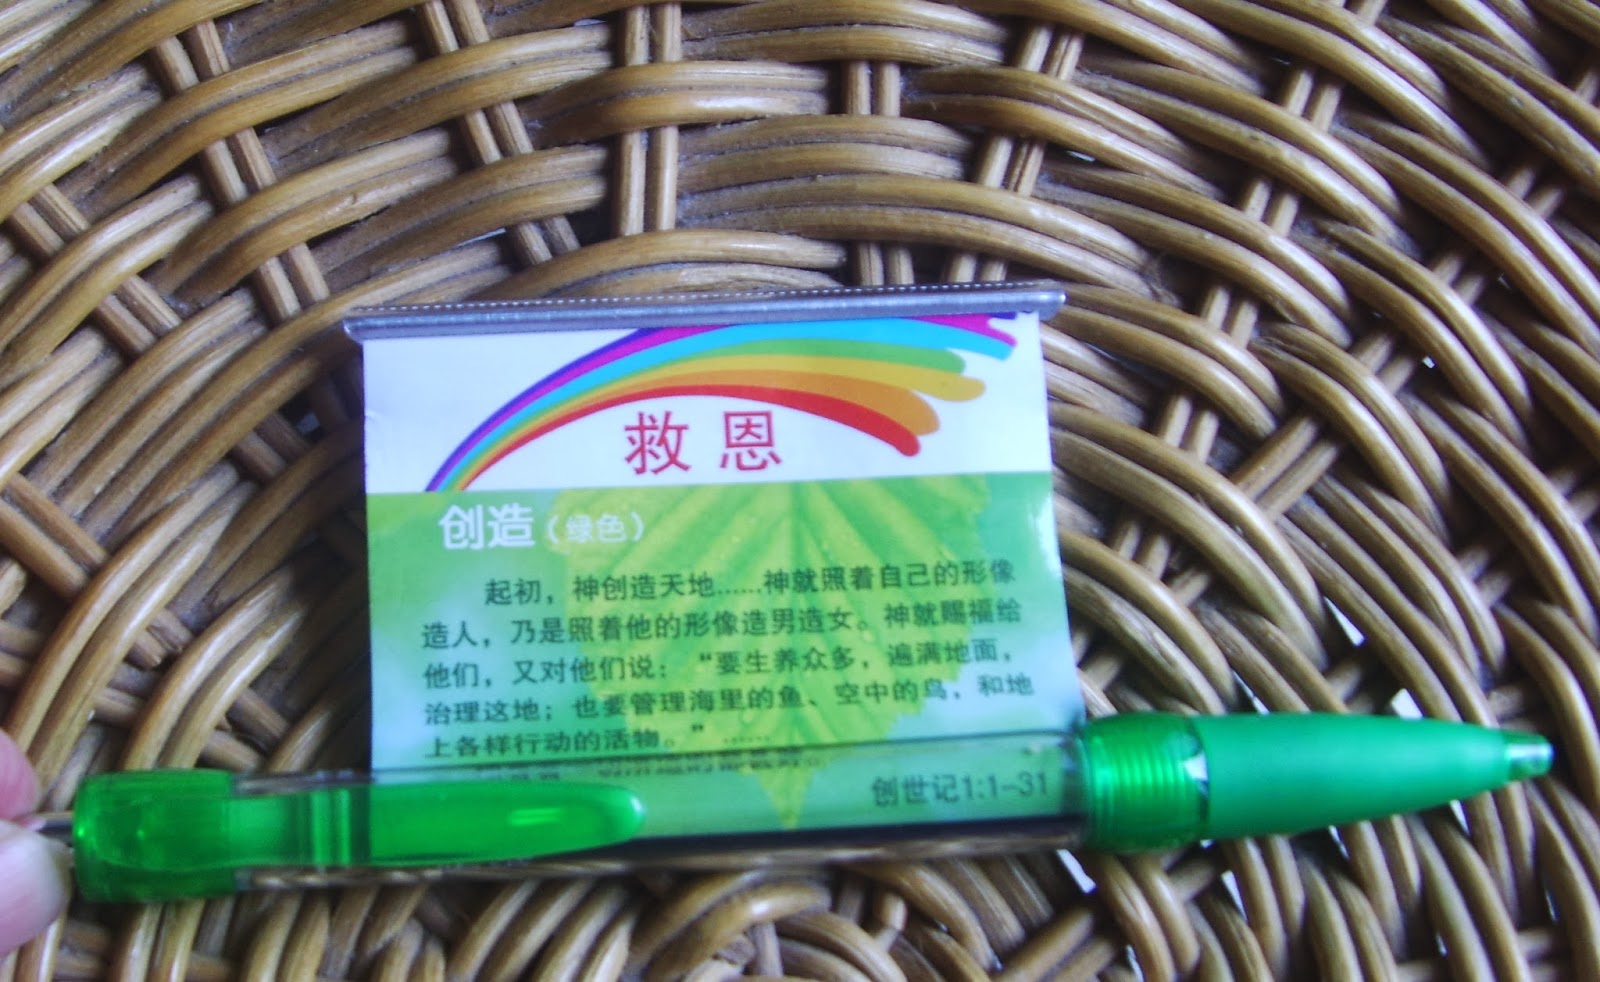 救恩
创造（绿色）
起初，神创造天地……神就照着自己的形像
造人，乃是照着他的形像造男造女。神就赐福给
他们，又对他们说：“要生养众多，遍满地面，
治理这地；也要管理海里的鱼、空中的鸟，和地
上各样行动的活物。”……
创世记1:1-31